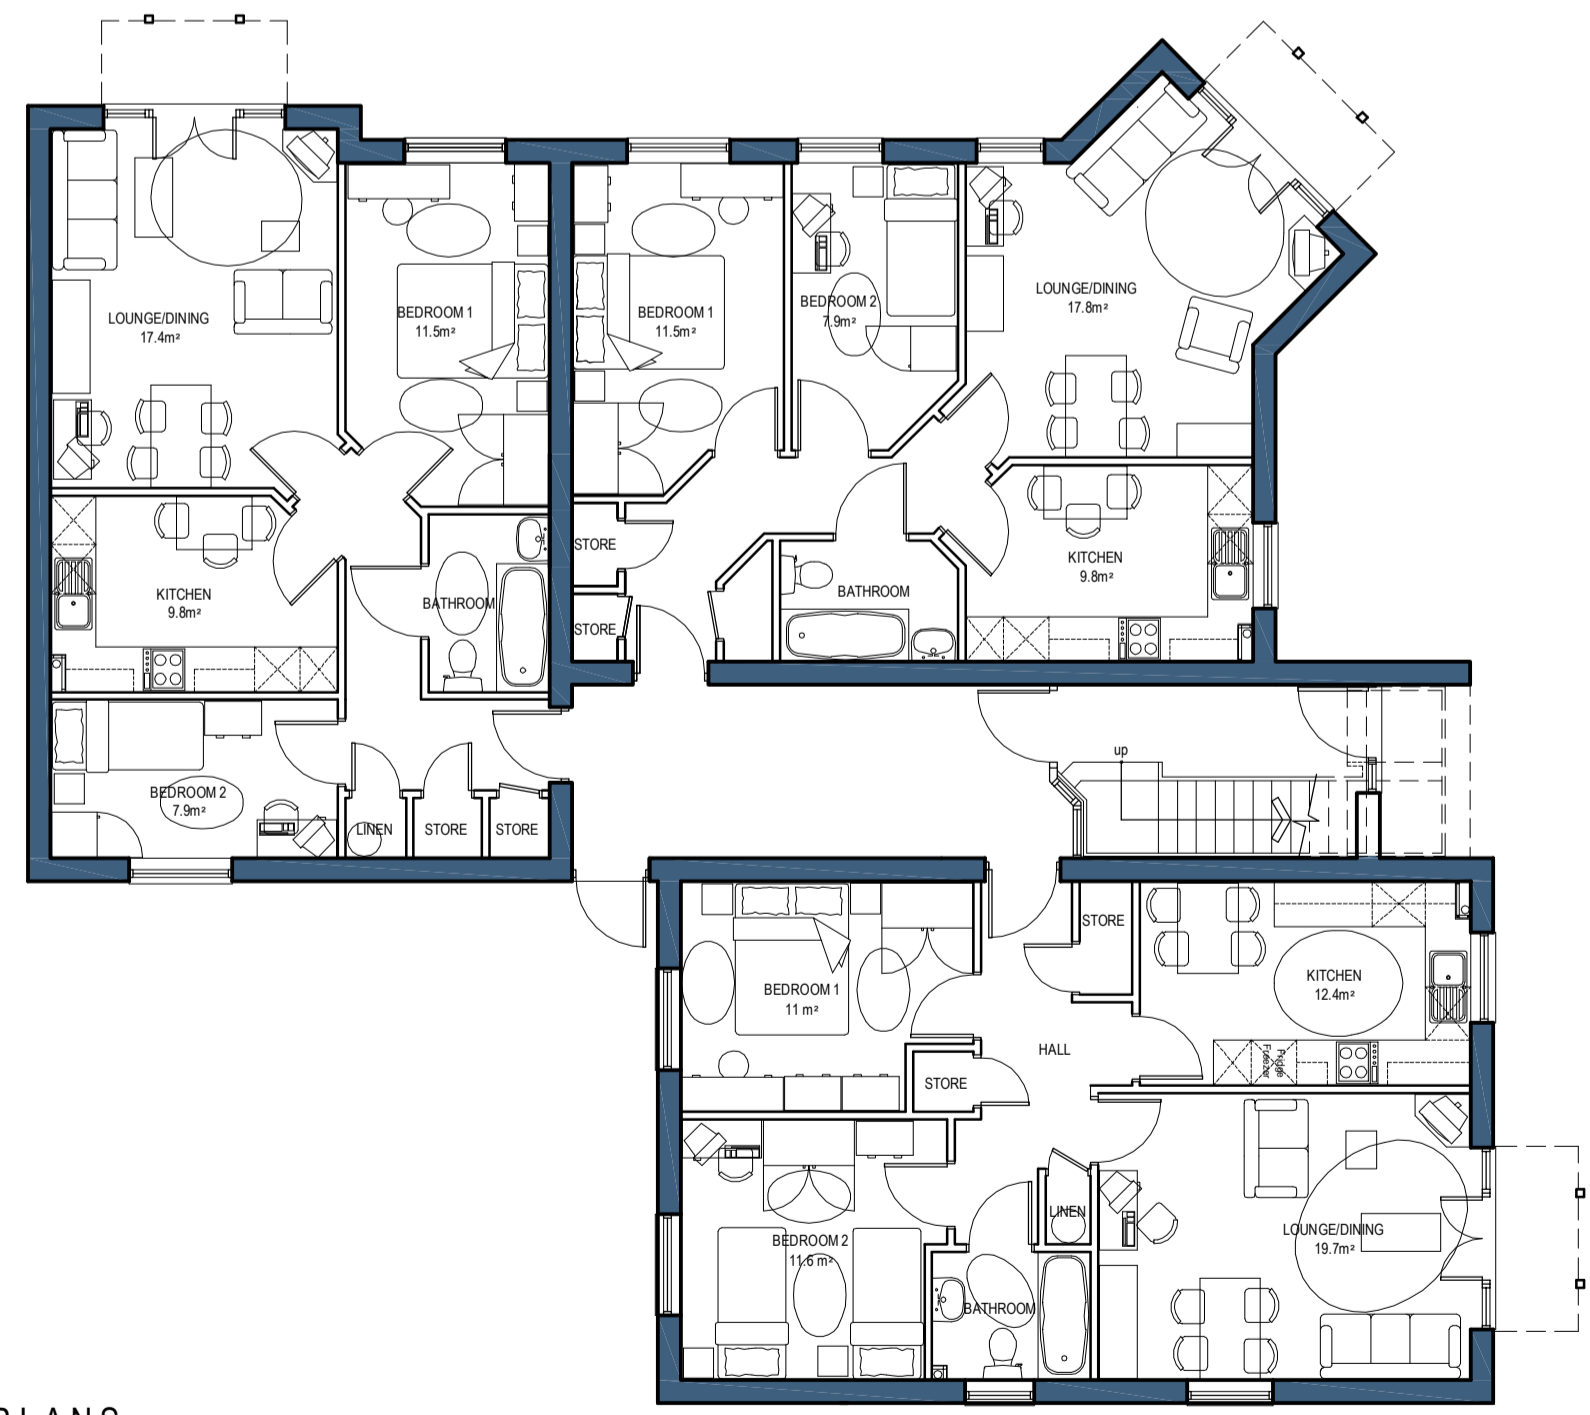 LOUNGE/DINING
17.4m²
BEDROOM 1
11.5m²
BEDROOM 1
11.5m²
BEDROOM 2
7.9m²
LOUNGE/DINING
17.8m²
KITCHEN
9.8m²
BATHROOM
STORE
STORE
BATHROOM
KITCHEN
9.8m²
BEDROOM 2
7.9m²
LINEN
STORE
STORE
up
BEDROOM 1
11 m²
STORE
KITCHEN
12.4m²
HALL
STORE
Fridge
Freezer
BEDROOM 2
11.6 m²
LINEN
BATHROOM
LOUNGE/DINING
19.7m²